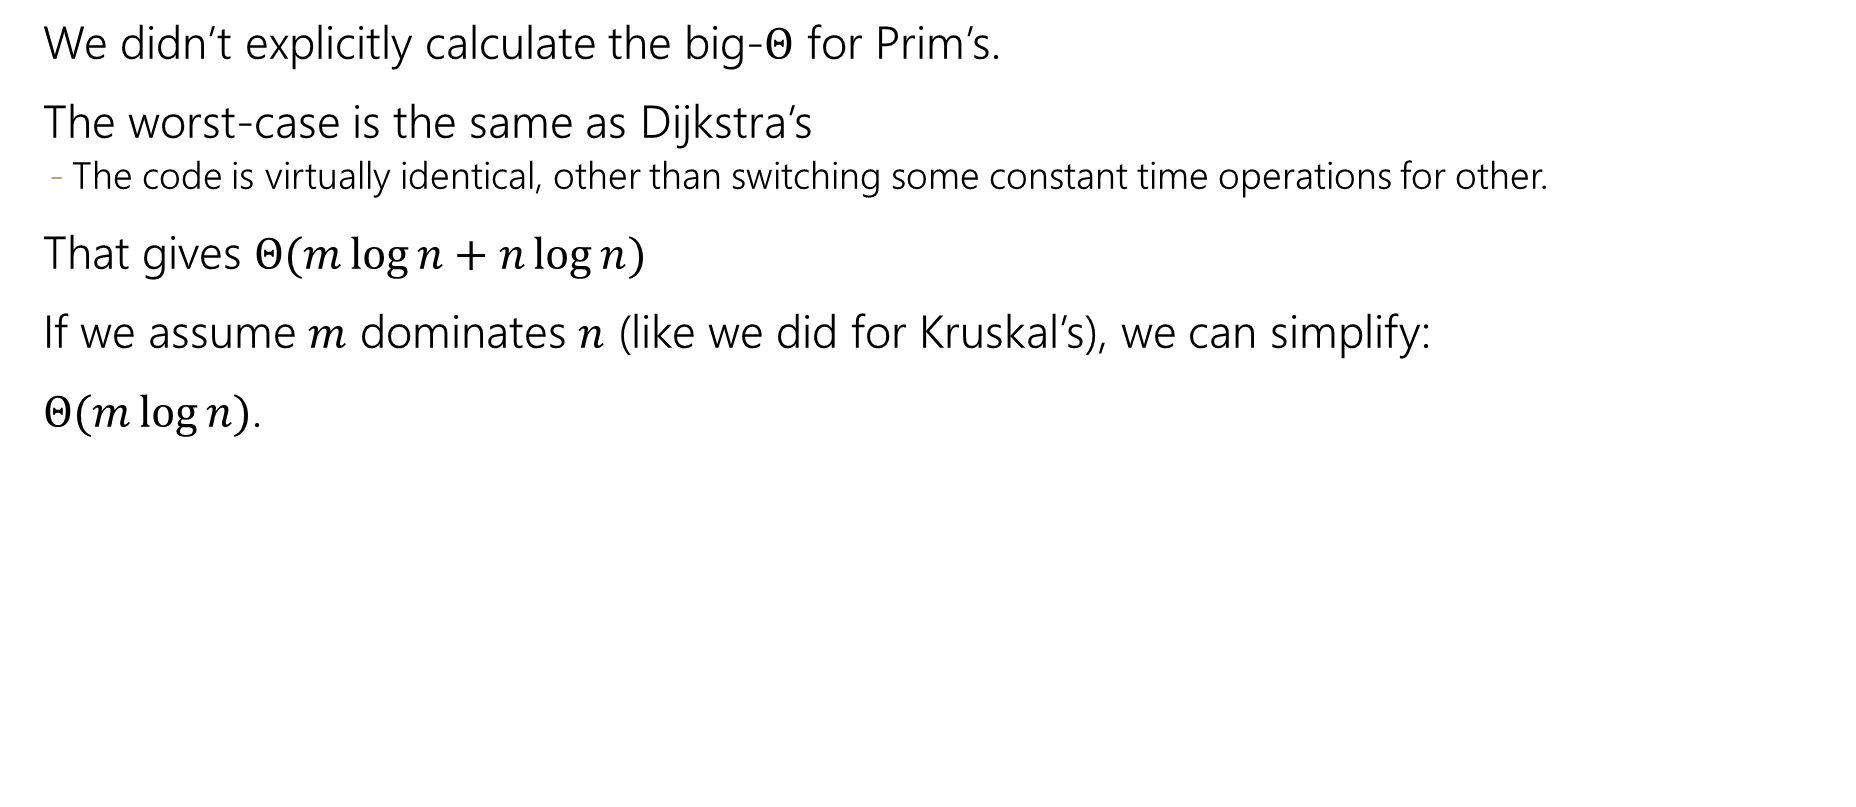 We didn’t explicitly calculate the big-Θ for Prim’s.
The worst-case is the same as Dijkstra’s
- The code is virtually identical, other than switching some constant time operations for other.
That gives Θ(m log n + n log n)
If we assume m dominates n (like we did for Kruskal’s), we can simplify:
Θ(m log n).